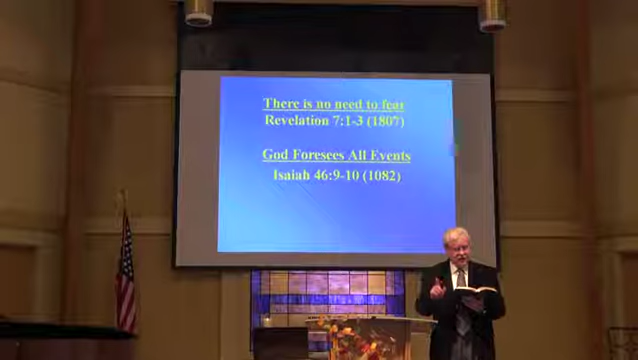 There is no need to fear
Revelation 7:1-3 (1807)
God Foresees All Events
Isaiah 46:9-10 (1082)